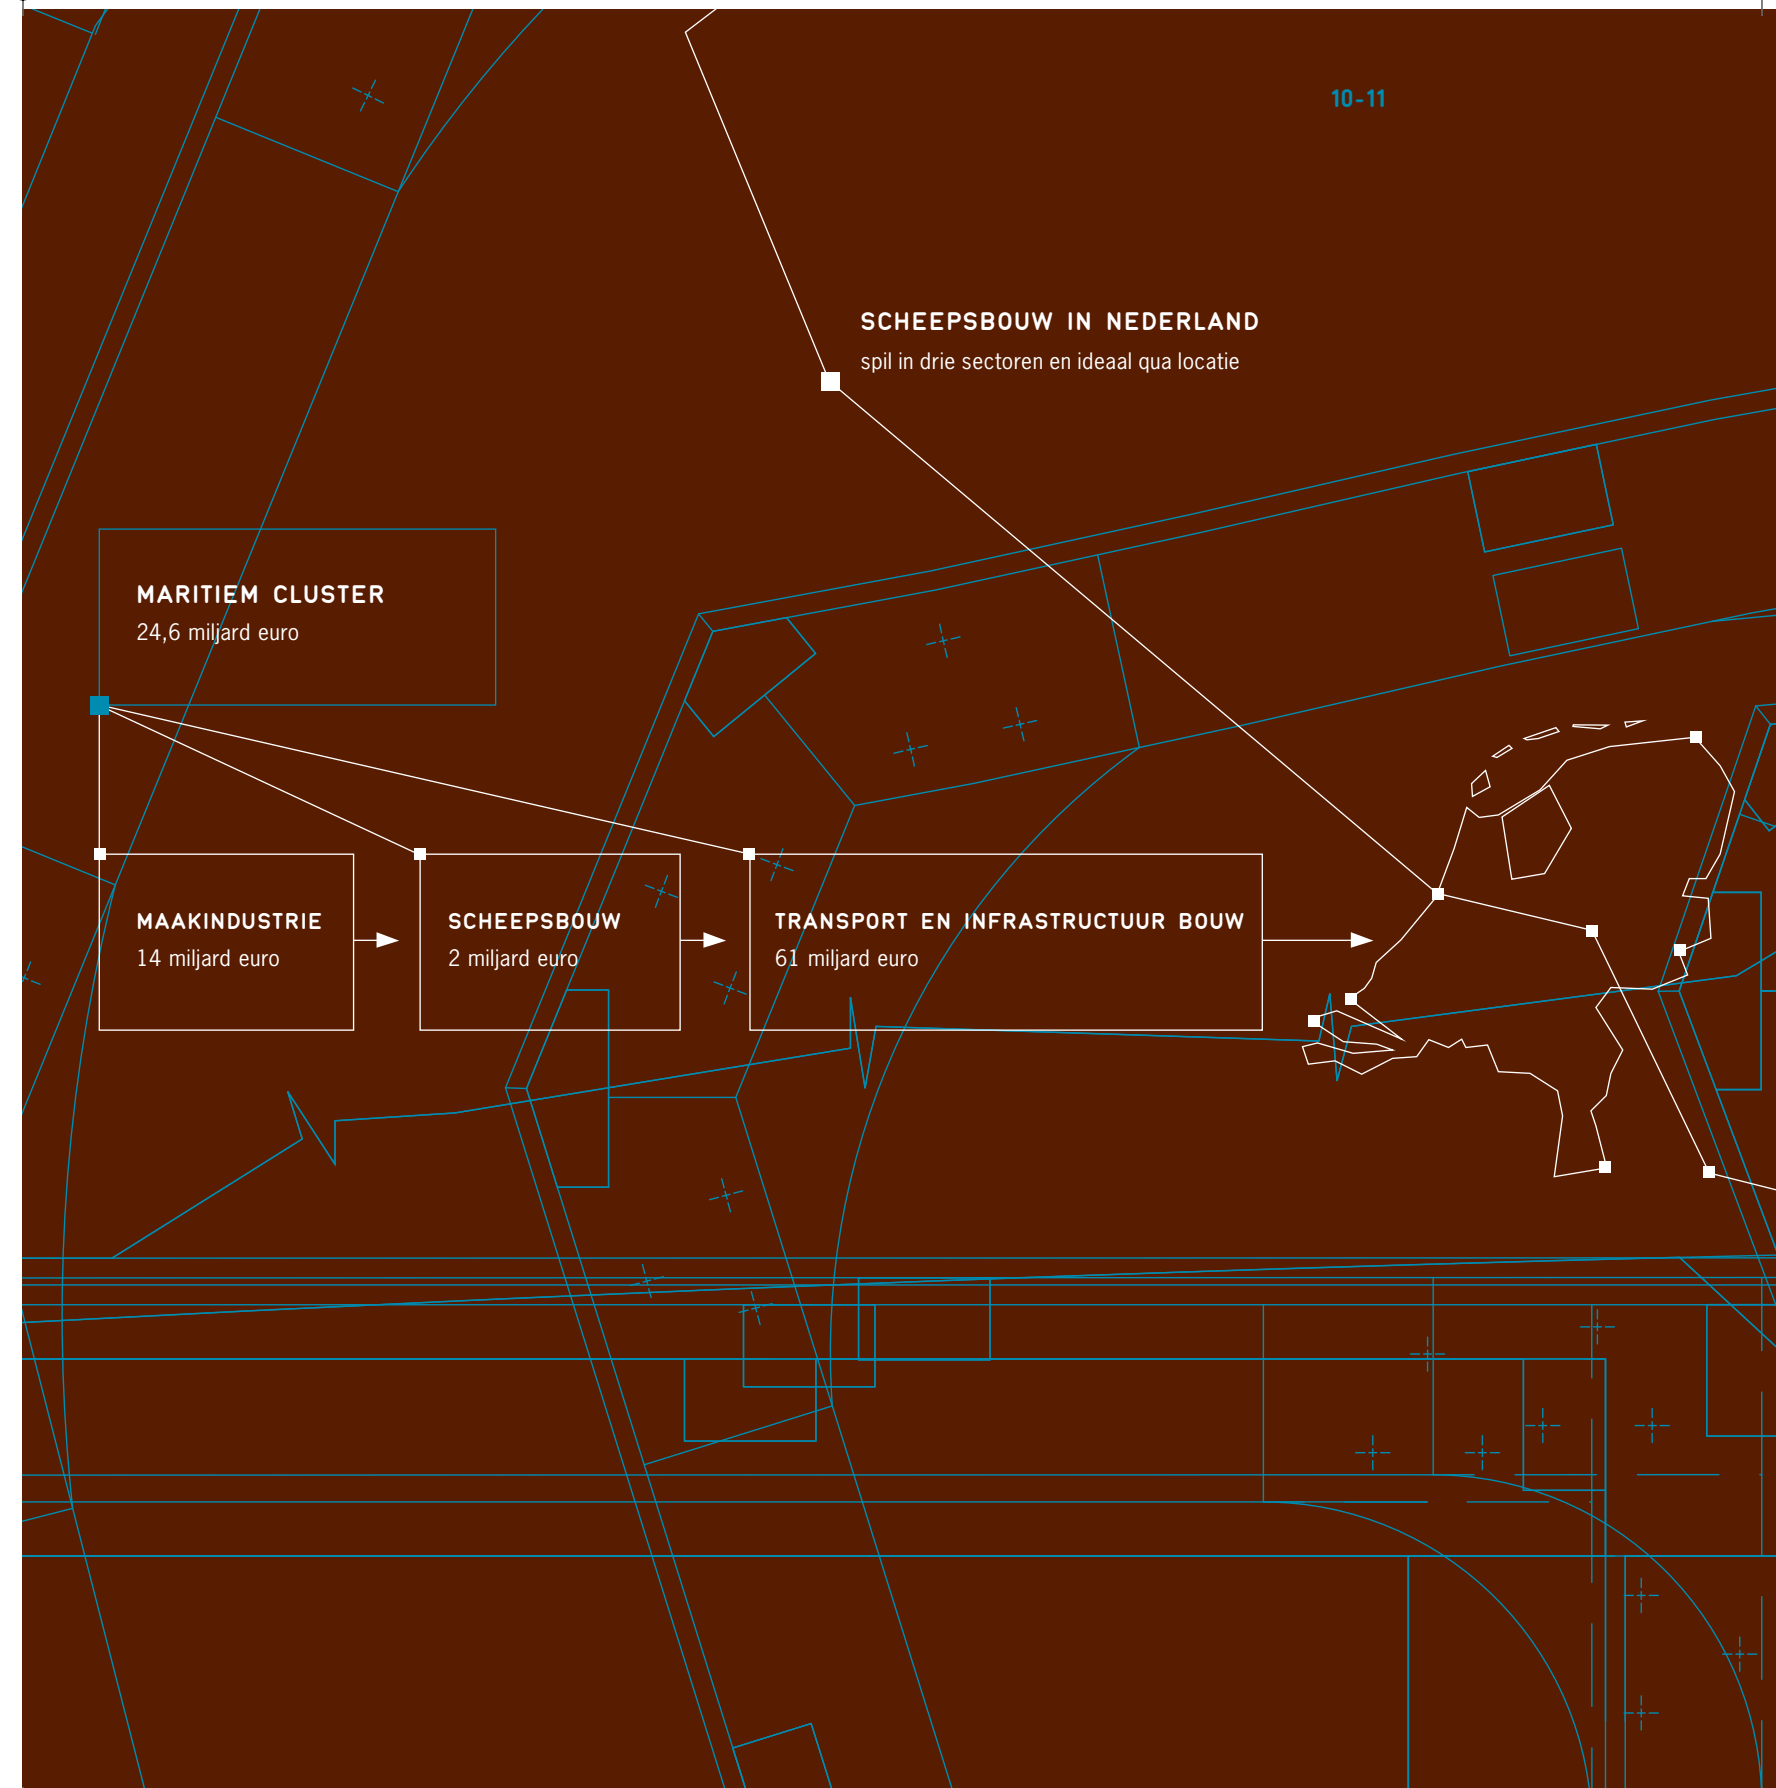 10-11
SCHEEPSBOUW IN NEDERLAND
spil in drie sectoren en ideaal qua locatie
MARITIEM CLUSTER
24,6 miljard euro
MAAKINDUSTRIE
14 miljard euro
SCHEEPSBOUW
2 miljard euro
TRANSPORT EN INFRASTRUCTUUR BOUW
61 miljard euro